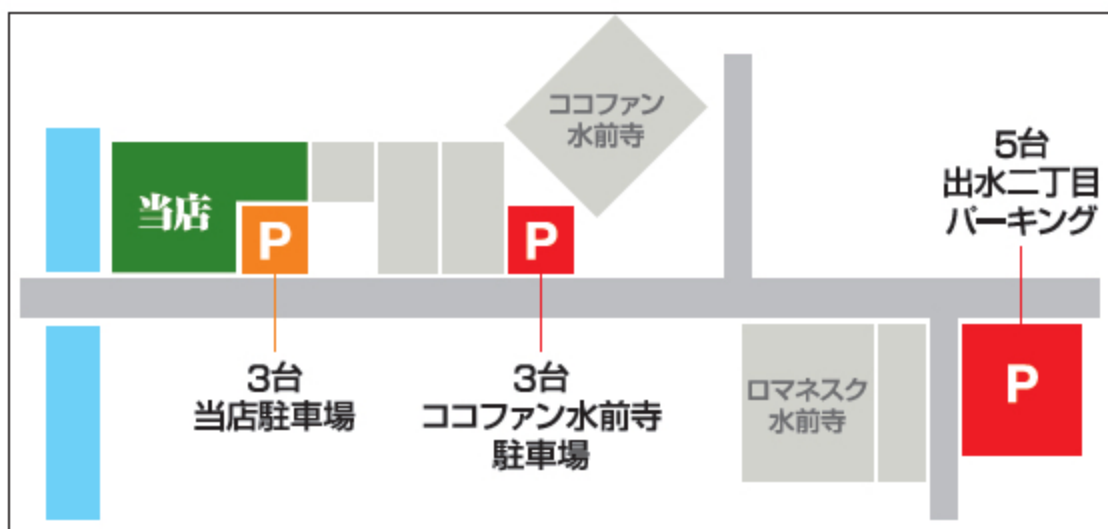 ココファン
水前寺
5台
出水二丁目
パーキング
当店
P
P
3台
当店駐車場
3台
ココファン水前寺
駐車場
ロマネスク
水前寺
P